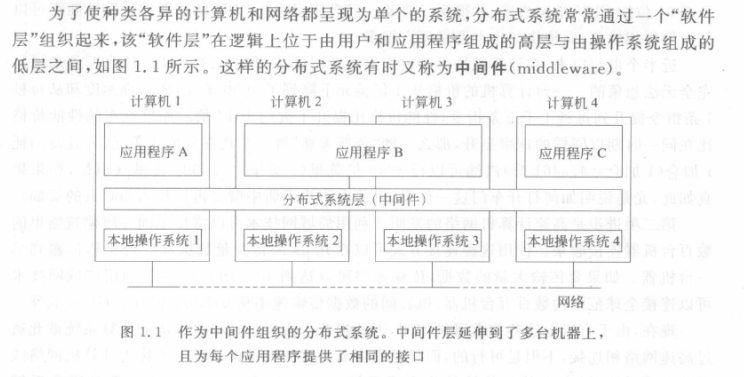 为了使种类各异的计算机和网络都呈现为单个的系统，分布式系统常常通过一个“软件
层”组织起来，该“软件层”在逻辑上位于由用户和应用程序组成的高层与由操作系统组成的
低层之间，如图1.1所示。这样的分布式系统有时又称为中间件(middleware)。
计算机 1 计算机 2 计算机 3 计算机 4
应用程序 A 应用程序 B 应用程序 C
分布式系统层（中间件）
本地操作系统1 本地操作系统2 本地操作系统3 本地操作系统4
网络
图 1.1 作为中间件组织的分布式系统。中间件层延伸到了多台机器上，
且为每个应用程序提供了相同的接口